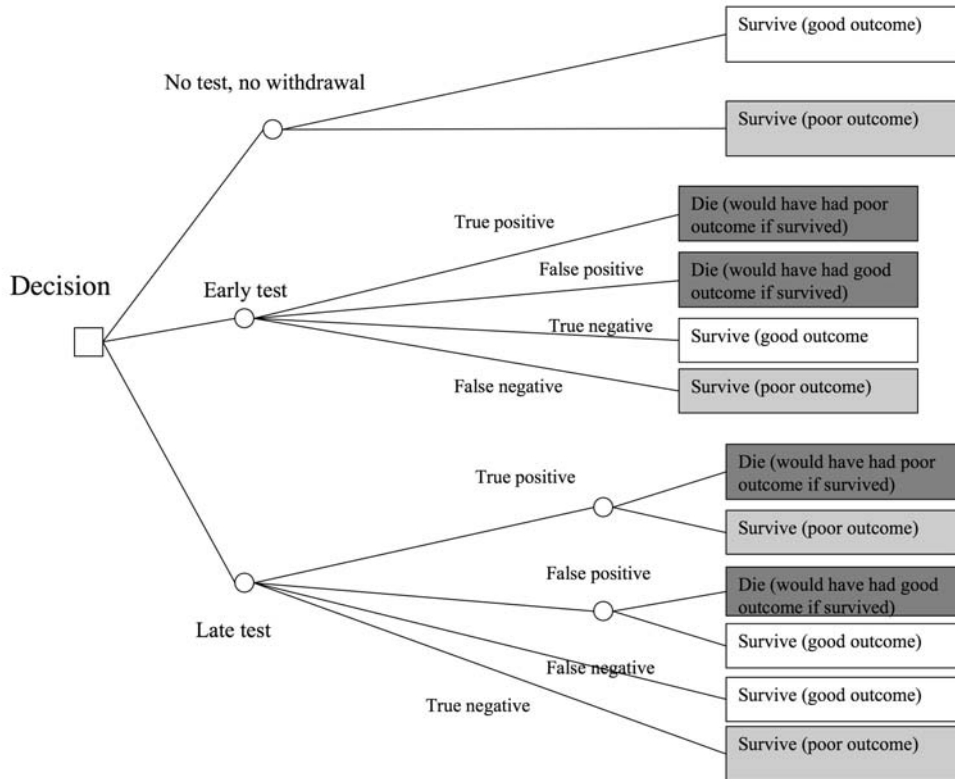 Survive (good outcome)
No test, no withdrawal
Survive (poor outcome)
Die (would have had poor
outcome if survived)
True positive
False positive
Die (would have had good
outcome if survived)
Decision
Early test
True negative
Survive (good outcome
False negative
Survive (poor outcome)
Die (would have had poor
outcome if survived)
True positive
Survive (poor outcome)
False positive
Die (would have had good
outcome if survived)
Late test
Survive (good outcome)
False negative
Survive (good outcome)
True negative
Survive (poor outcome)